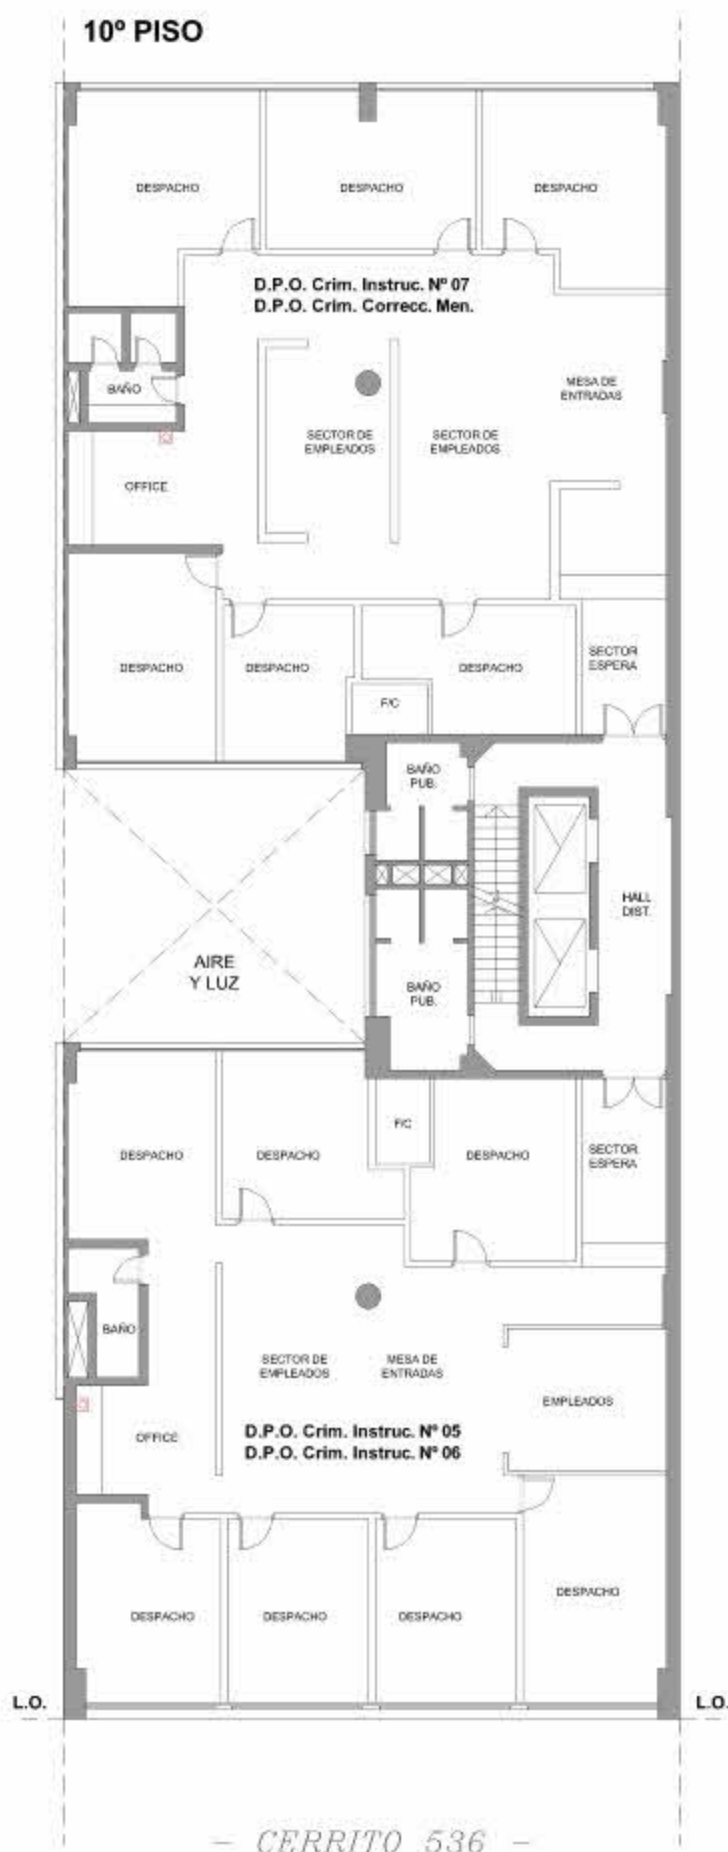 10º PISO
DESPACHO
DESPACHO
DESPACHO
D.P.O. Crim. Instruc. Nº 07
D.P.O. Crim. Correcc. Men.
BAÑO
MESA DE
ENTRADAS
SECTOR DE
EMPLEADOS
SECTOR DE
EMPLEADOS
OFFICE
DESPACHO
DESPACHO
DESPACHO
SECTOR
ESPERA
F/C
BAÑO
PUB.
HALL
DIST.
AIRE
Y LUZ
BAÑO
PUB.
DESPACHO
DESPACHO
F/C
DESPACHO
SECTOR
ESPERA
BAÑO
SECTOR DE
EMPLEADOS
MESA DE
ENTRADAS
EMPLEADOS
OFFICE
D.P.O. Crim. Instruc. Nº 05
D.P.O. Crim. Instruc. Nº 06
DESPACHO
DESPACHO
DESPACHO
DESPACHO
L.O.
L.O.
- CERRITO 536 -